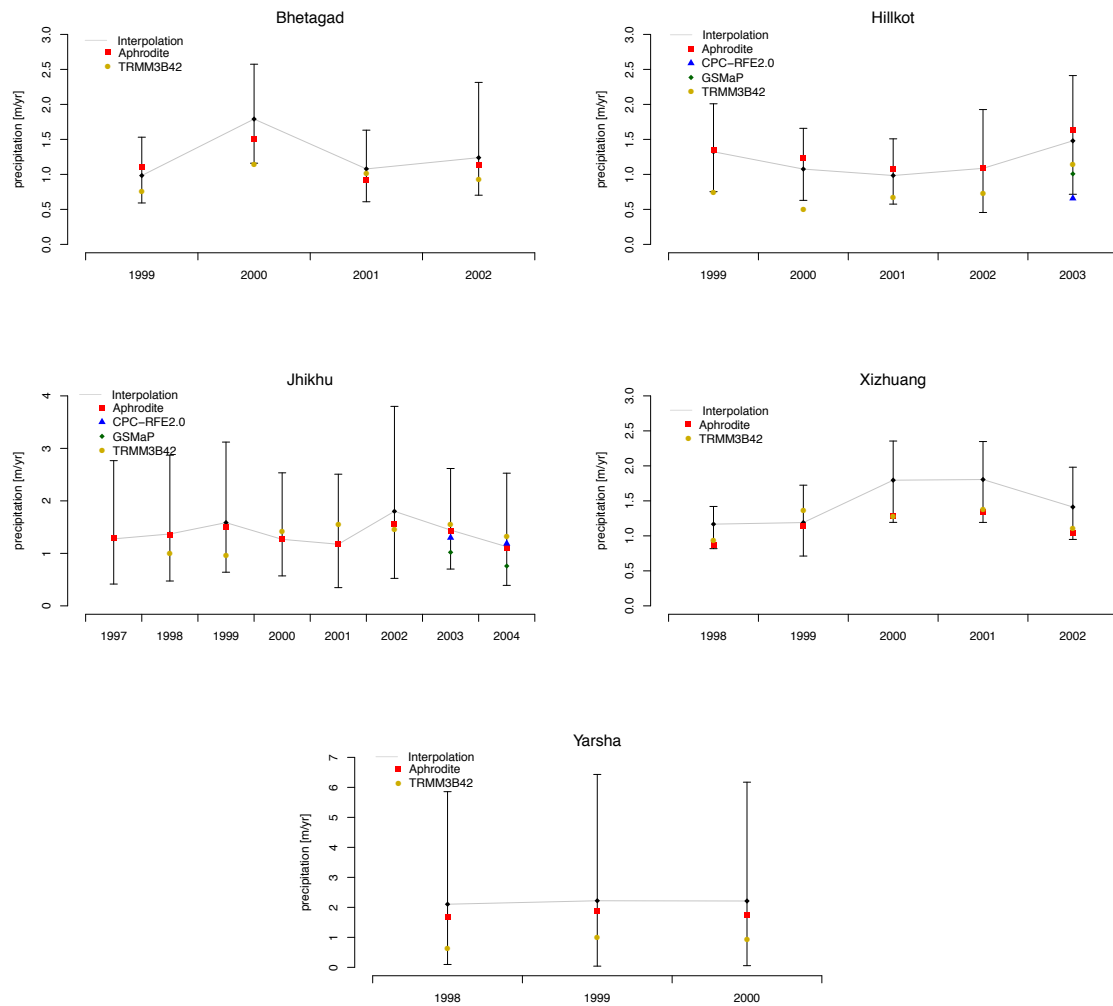 Bhetagad
precipitation [m/yr]
3.0
2.5
2.0
1.5
1.0
0.5
0.0
Interpolation
Aphrodite
TRMM3B42
1999 2000 2001 2002
Hillkot
precipitation [m/yr]
3.0
2.5
2.0
1.5
1.0
0.5
0.0
Interpolation
Aphrodite
CPC−RFE2.0
GSMaP
TRMM3B42
1999 2000 2001 2002 2003
Jhikhu
precipitation [m/yr]
4
3
2
1
0
Interpolation
Aphrodite
CPC−RFE2.0
GSMaP
TRMM3B42
1997 1998 1999 2000 2001 2002 2003 2004
Xizhuang
precipitation [m/yr]
3.0
2.5
2.0
1.5
1.0
0.5
0.0
Interpolation
Aphrodite
TRMM3B42
1998 1999 2000 2001 2002
Yarsha
precipitation [m/yr]
7
6
5
4
3
2
1
0
Interpolation
Aphrodite
TRMM3B42
1998 1999 2000